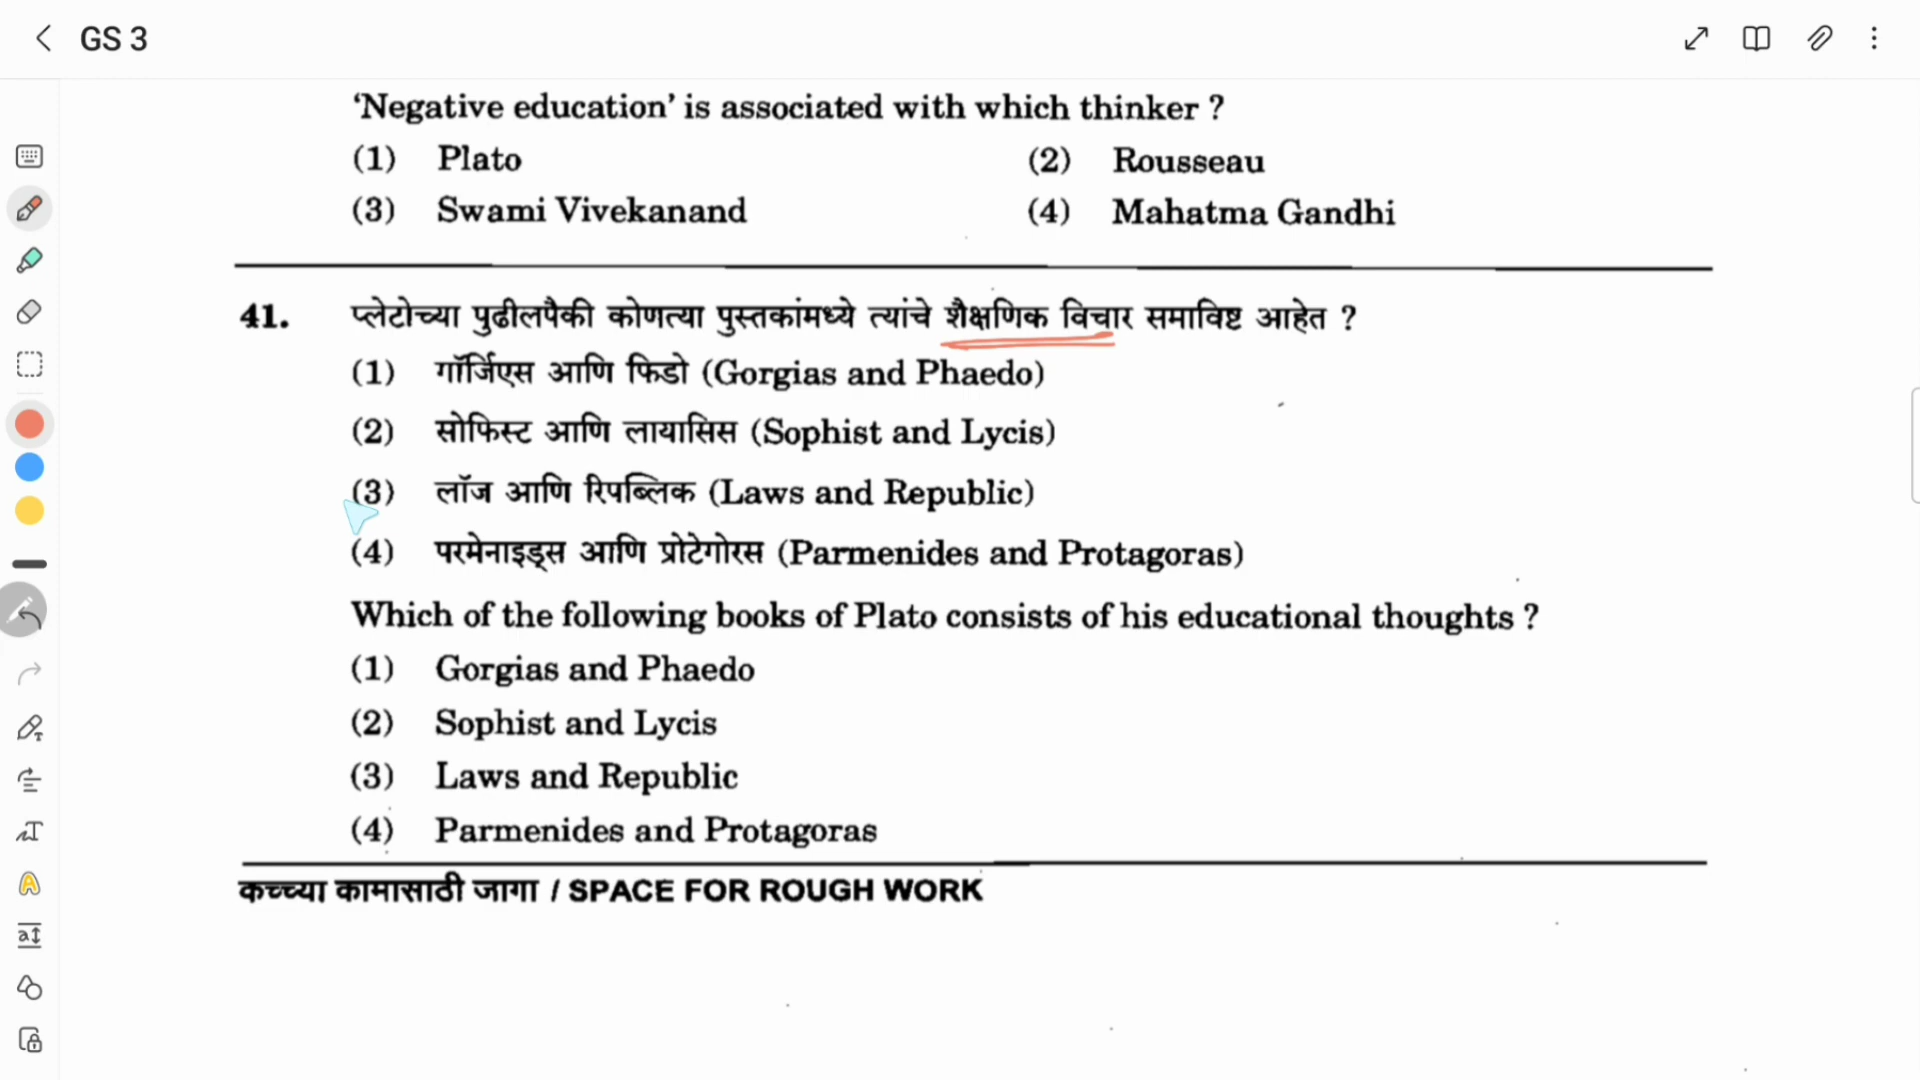 GS 3
'Negative education' is associated with which thinker ?
(1) Plato (2) Rousseau
(3) Swami Vivekanand (4) Mahatma Gandhi
41. प्लेटोच्या पुढीलपैकी कोणत्या पुस्तकांमध्ये त्यांचे शैक्षणिक विचार समाविष्ट आहेत ?
(1) गॉर्जिएस आणि फिडो (Gorgias and Phaedo)
(2) सोफिस्ट आणि लायासिस (Sophist and Lycis)
(3) लॉज आणि रिपब्लिक (Laws and Republic)
(4) परमेनाइड्स आणि प्रोटेगोरस (Parmenides and Protagoras)
Which of the following books of Plato consists of his educational thoughts ?
(1) Gorgias and Phaedo
(2) Sophist and Lycis
(3) Laws and Republic
(4) Parmenides and Protagoras
कच्च्या कामासाठी जागा / SPACE FOR ROUGH WORK